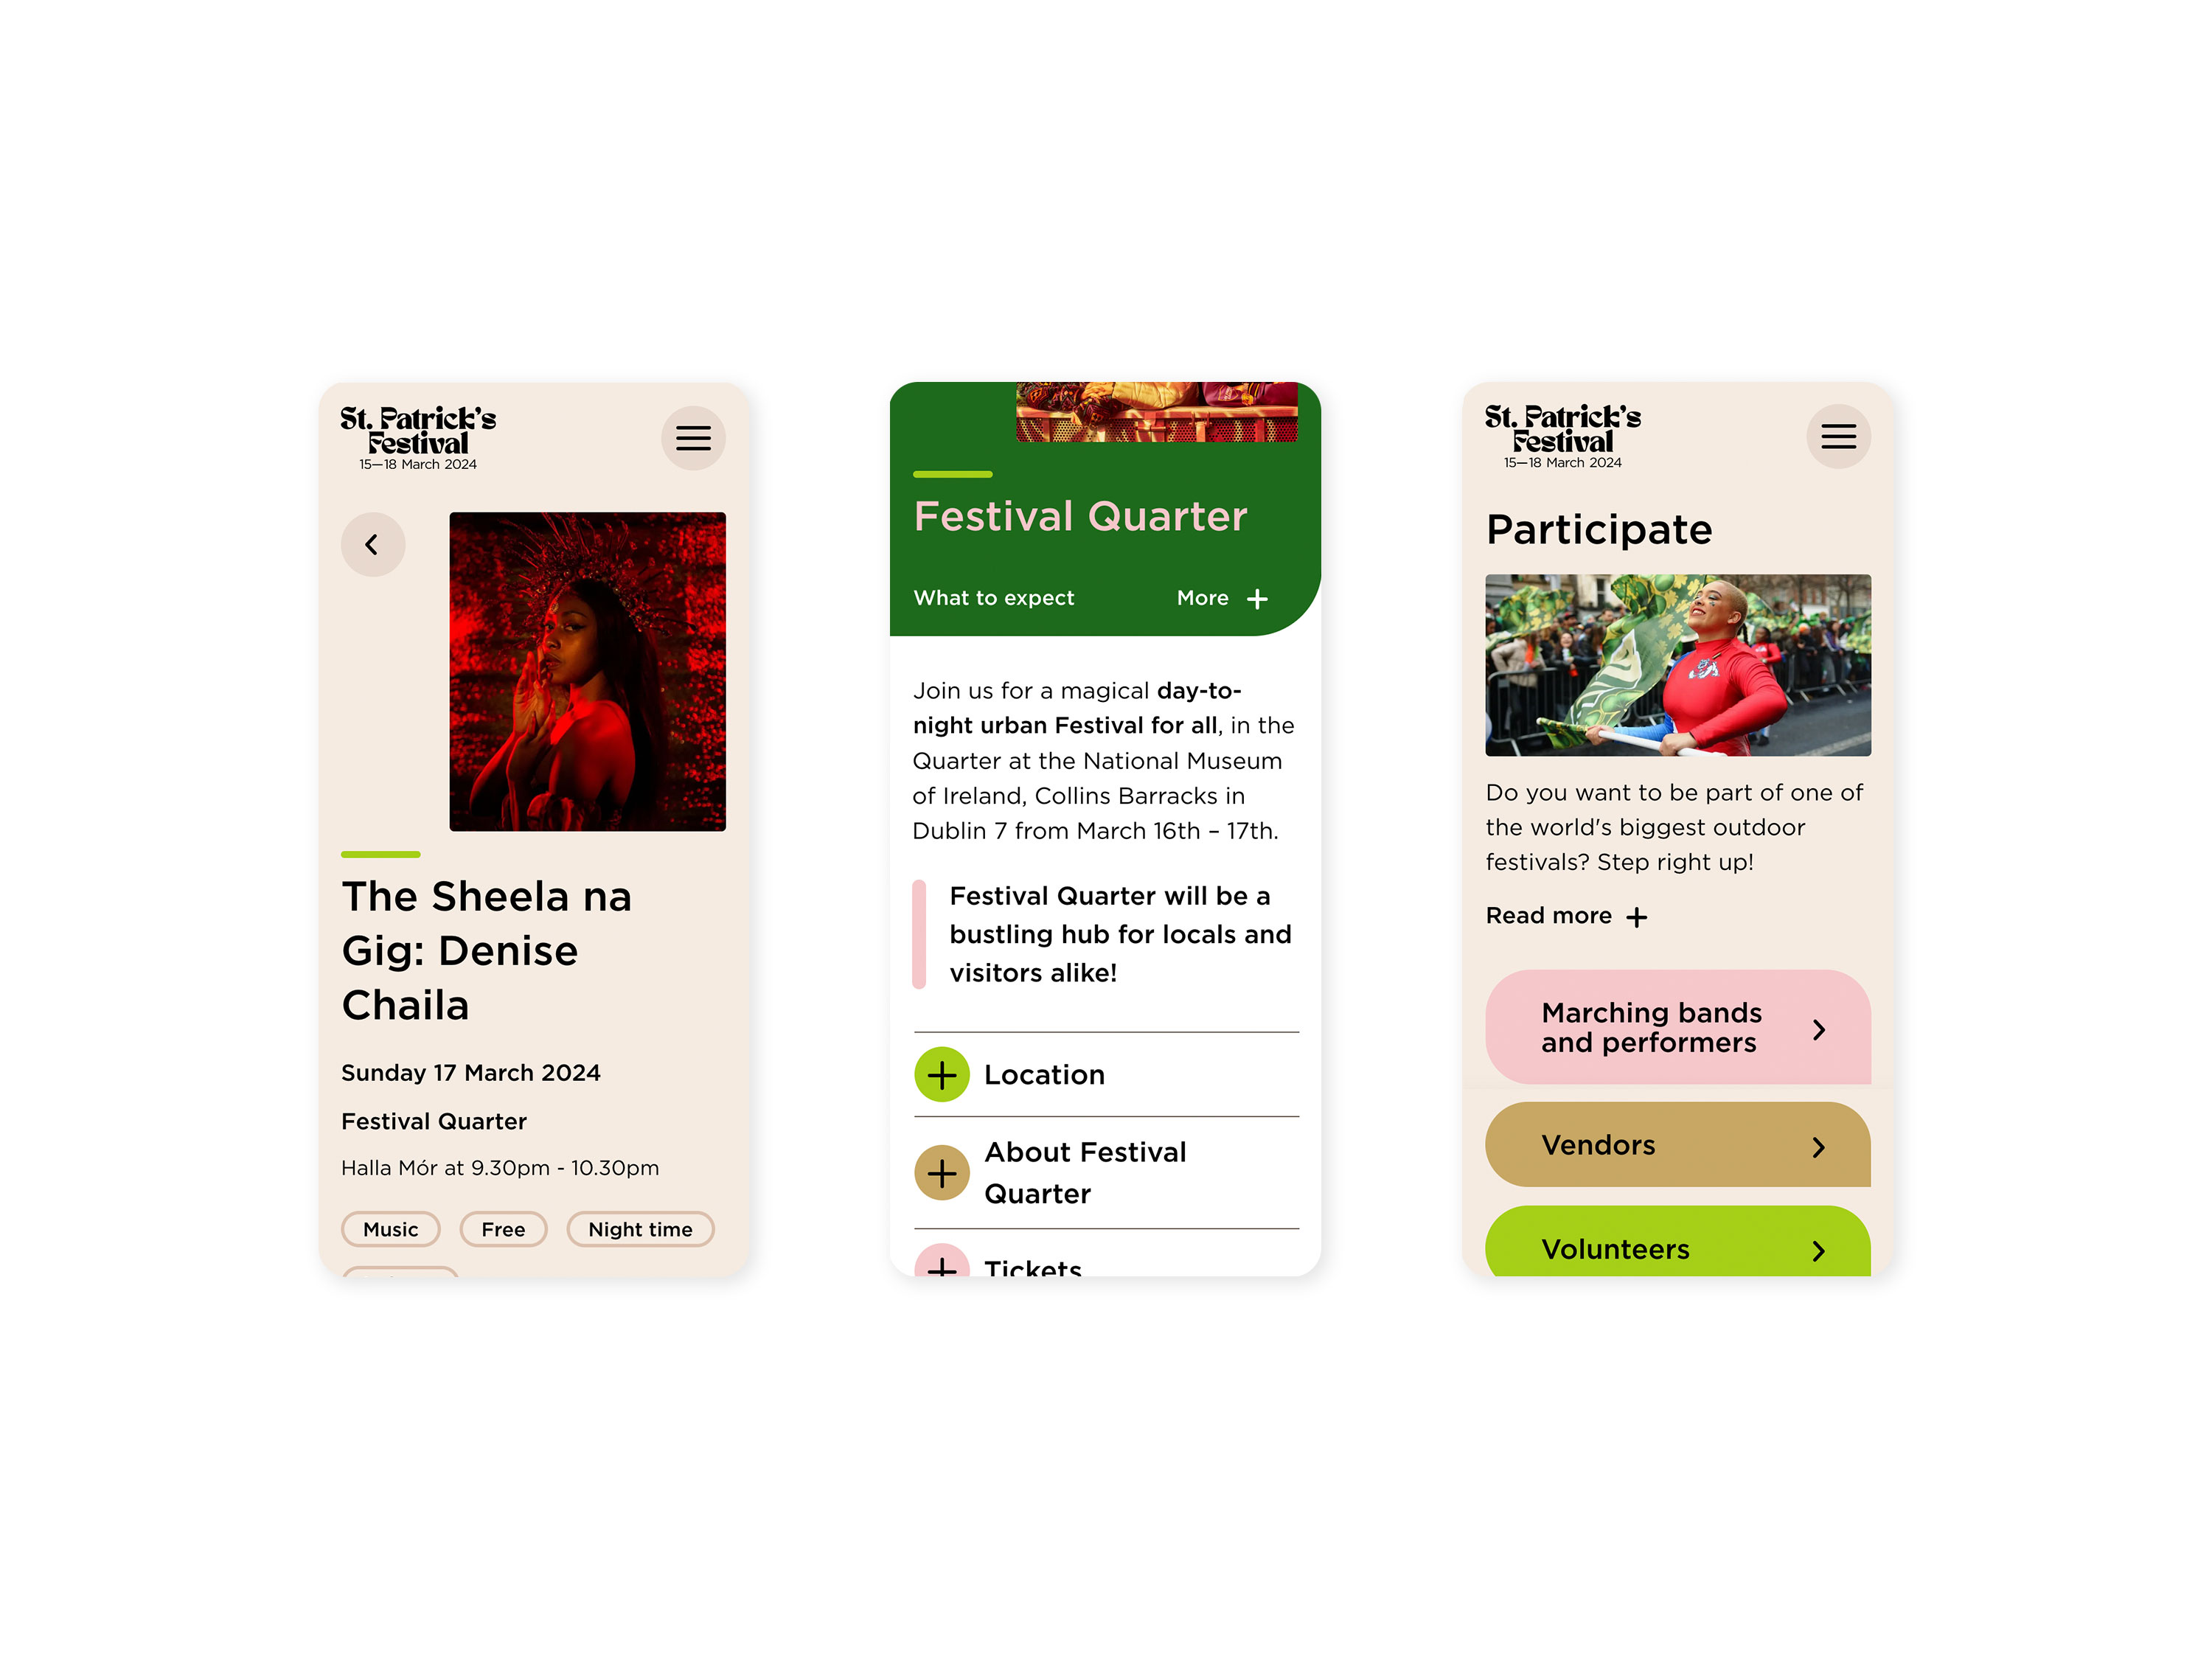 St. Patrick's
Festival
15—18 March 2024
The Sheela na
Gig: Denise
Chaila
Sunday 17 March 2024
Festival Quarter
Halla Mór at 9.30pm - 10.30pm
Music
Free
Night time
Festival Quarter
What to expect
More
Join us for a magical day-to-
night urban Festival for all, in the
Quarter at the National Museum
of Ireland, Collins Barracks in
Dublin 7 from March 16th – 17th.
Festival Quarter will be a
bustling hub for locals and
visitors alike!
Location
About Festival
Quarter
Tickets
St. Patrick's
Festival
15—18 March 2024
Participate
Do you want to be part of one of
the world's biggest outdoor
festivals? Step right up!
Read more
Marching bands
and performers
Vendors
Volunteers